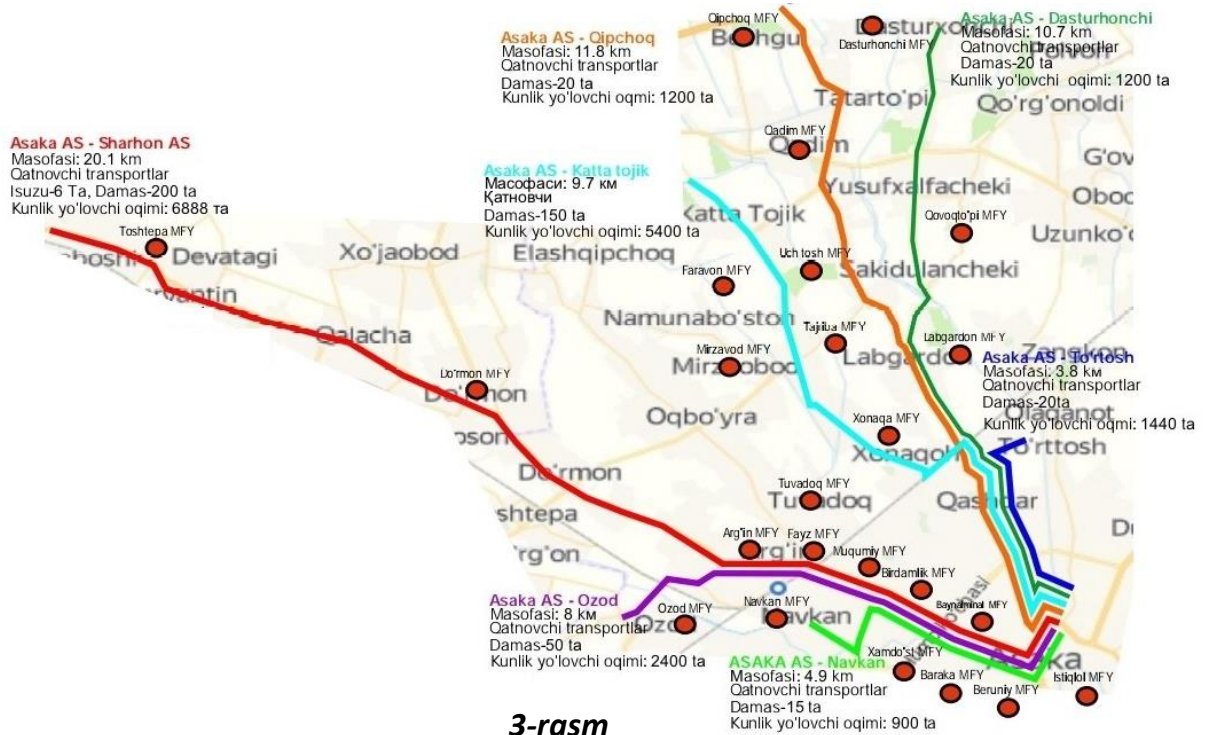 Asaka AS - Qipchoq
Masofasi: 11.8 km
Qatnovchi transportlar
Damas-20 ta
Kunlik yo'lovchi oqmi: 1200 ta
Qipchoq MFY
Dasturxonchi
Dasturhonchi MFY
Asaka AS - Dasturhonchi
Masofasi: 10.7 km
Qatnovchi transportlar
Damas-20 ta
Kunlik yo'lovchi oqimi: 1200 ta
Tatarto'pi
Qo'rg'onoldi
Asaka AS - Sharhon AS
Masofasi: 20.1 km
Qatnovchi transportlar
Isuzu-6 Ta, Damas-200 ta
Kunlik yo'lovchi oqimi: 6888 та
Qadim MFY
Qadim
G'ov
Asaka AS - Katta tojik
Масофаси: 9.7 км
Қатновчи
Damas-150 ta
Kunlik yo'lovchi oqimi: 5400 ta
Katta Tojik
Yusufxalfacheki
Oboc
Qovoqto'pi MFY
Uzunko'
Toshtepa MFY
Devatagi
Xo'jaobod
Elashqipchoq
Uch tosh MFY
Sakidulancheki
Faravon MFY
Namunabo'ston
Qalacha
Tajriba MFY
Labgardon MFY
Mirzavod MFY
Asaka AS - To'rtosh
Masofasi: 3.8 км
Qatnovchi transportlar
Damas-20ta
Kunlik yo'lovchi oqimi: 1440 ta
Olaqanot
Do'rmon MFY
Oqbo'yra
Xonaqa MFY
To'rttosh
Do'rmon
Tuvadoq MFY
Tuvadoq
Qashqar
shtepa
Arg'in MFY
Fayz MFY
Muqumiy MFY
'rg'on
Birdamlik MFY
Asaka AS - Ozod
Masofasi: 8 км
Qatnovchi transportlar
Damas-50 ta
Kunlik yo'lovchi oqimi: 2400 ta
Ozod MFY
Navkan MFY
Navkan
Baynalminal MFY
ASAKA AS - Navkan
Masofasi: 4.9 km
Qatnovchi transportlar
Damas-15 ta
Kunlik yo'lovchi oqimi: 900 ta
Xamdo'st MFY
Asaka
Baraka MFY
Beruniy MFY
Istiqlol MFY
3-rasm